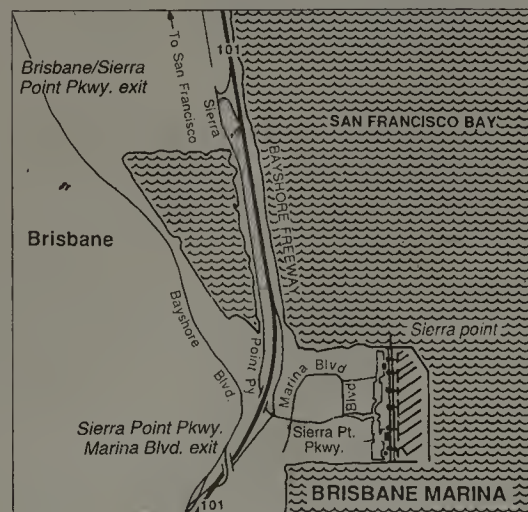 101
To San Francisco
Brisbane/Sierra
Point Pkwy. exit
Sierra
SAN FRANCISCO BAY
BAYSHORE FREEWAY
Brisbane
Bayshore
Blvd.
Point Py
Sierra point
Marina Blvd
Blvd
Sierra Point Pkwy.
Marina Blvd. exit
Sierra Pt.
Pkwy.
101
BRISBANE MARINA